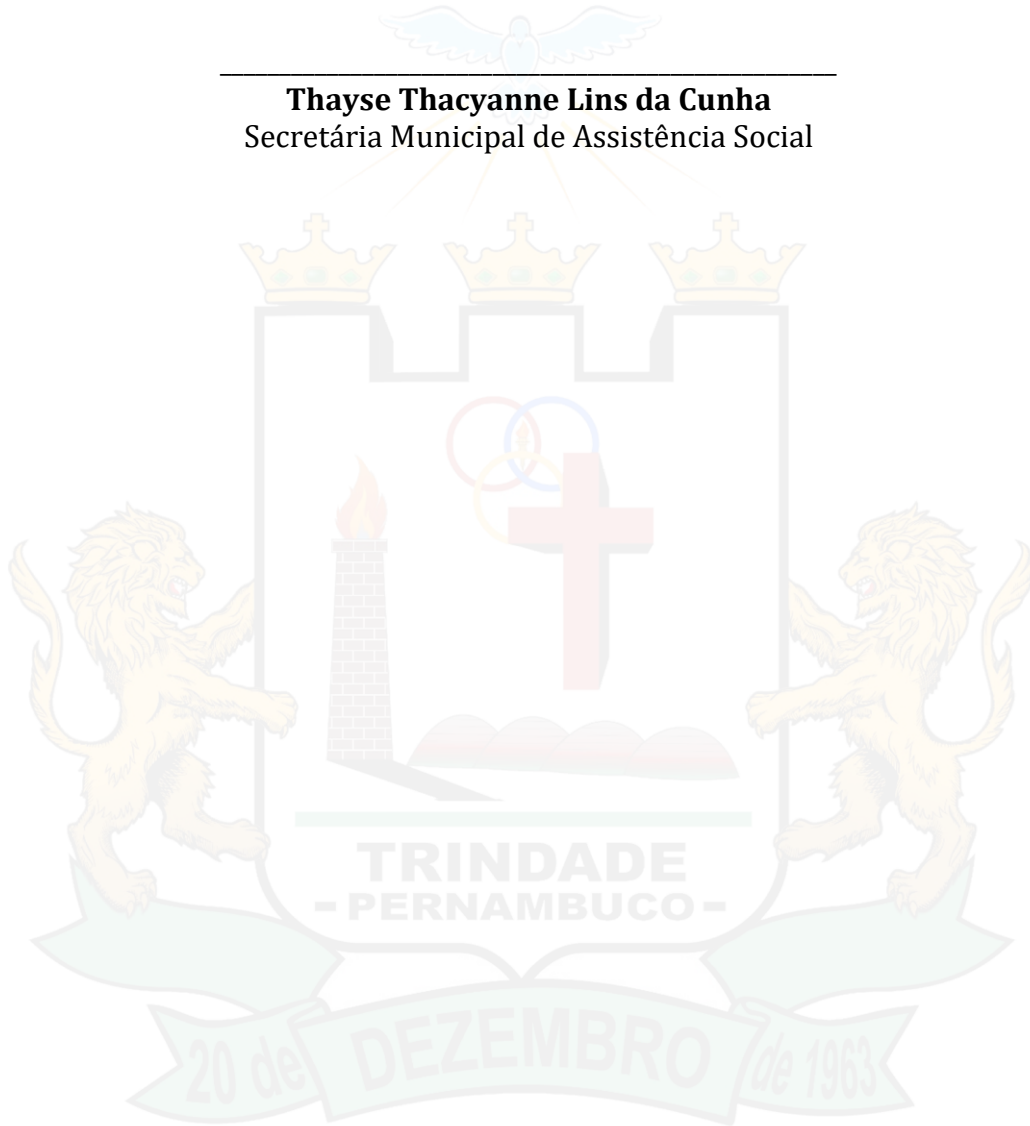 Thayse Thacyanne Lins da Cunha
Secretária Municipal de Assistência Social
TRINDADE
- PERNAMBUCO -
20 de DEZEMBRO de 1963